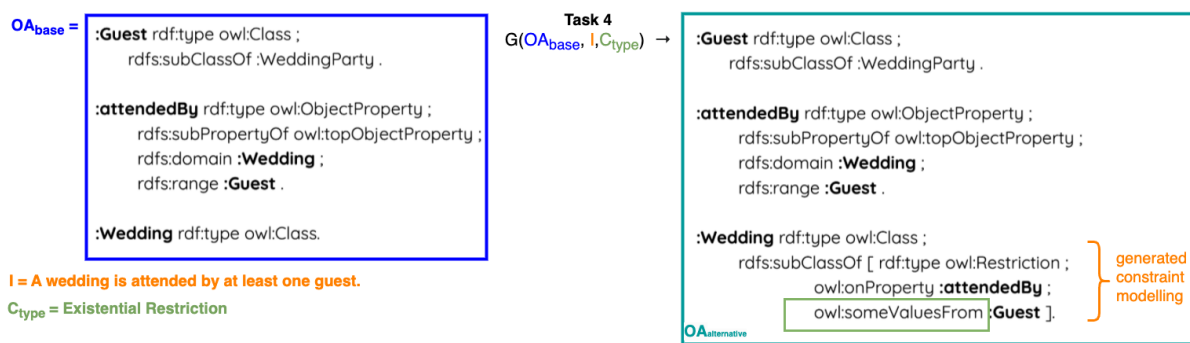 OAbase =
:Guest rdf:type owl:Class ;
rdfs:subClassOf :WeddingParty .
:attendedBy rdf:type owl:ObjectProperty ;
rdfs:subPropertyOf owl:topObjectProperty ;
rdfs:domain :Wedding ;
rdfs:range :Guest .
:Wedding rdf:type owl:Class.
I = A wedding is attended by at least one guest.
Ctype = Existential Restriction
Task 4
G(OAbase, I,Ctype) →
:Guest rdf:type owl:Class ;
rdfs:subClassOf :WeddingParty .
:attendedBy rdf:type owl:ObjectProperty ;
rdfs:subPropertyOf owl:topObjectProperty ;
rdfs:domain :Wedding ;
rdfs:range :Guest .
:Wedding rdf:type owl:Class ;
rdfs:subClassOf [ rdf:type owl:Restriction ;
owl:onProperty :attendedBy ;
owl:someValuesFrom :Guest ].
OAalternative
generated
constraint
modelling